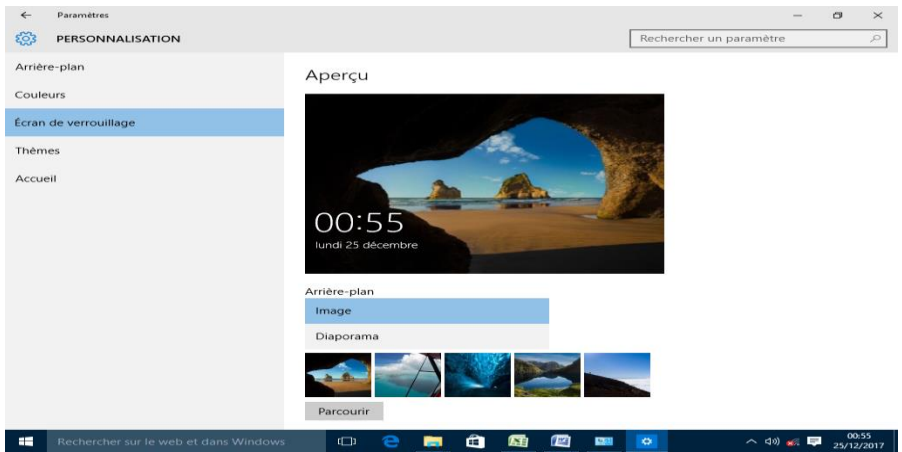 Paramètres
PERSONNALISATION
Rechercher un paramètre
Arrière-plan
Couleurs
Écran de verrouillage
Thèmes
Accueil
Aperçu
00:55
lundi 25 décembre
Arrière-plan
Image
Diaporama
Parcourir
Rechercher sur le web et dans Windows
00:55
25/12/2017